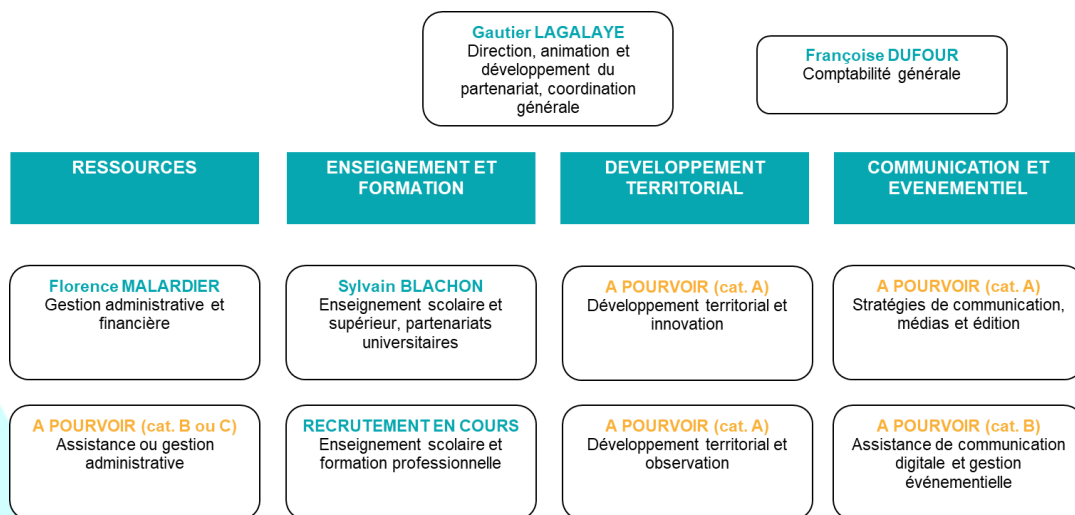 Gautier LAGALAYE
Direction, animation et
développement du
partenariat, coordination
générale
Françoise DUFOUR
Comptabilité générale
RESSOURCES
ENSEIGNEMENT ET
FORMATION
DEVELOPPEMENT
TERRITORIAL
COMMUNICATION ET
EVENEMENTIEL
Florence MALARDIER
Gestion administrative et
financière
Sylvain BLACHON
Enseignement scolaire et
supérieur, partenariats
universitaires
A POURVOIR (cat. A)
Développement territorial et
innovation
A POURVOIR (cat. A)
Stratégies de communication,
médias et édition
A POURVOIR (cat. B ou C)
Assistance ou gestion
administrative
RECRUTEMENT EN COURS
Enseignement scolaire et
formation professionnelle
A POURVOIR (cat. A)
Développement territorial et
observation
A POURVOIR (cat. B)
Assistance de communication
digitale et gestion
événementielle